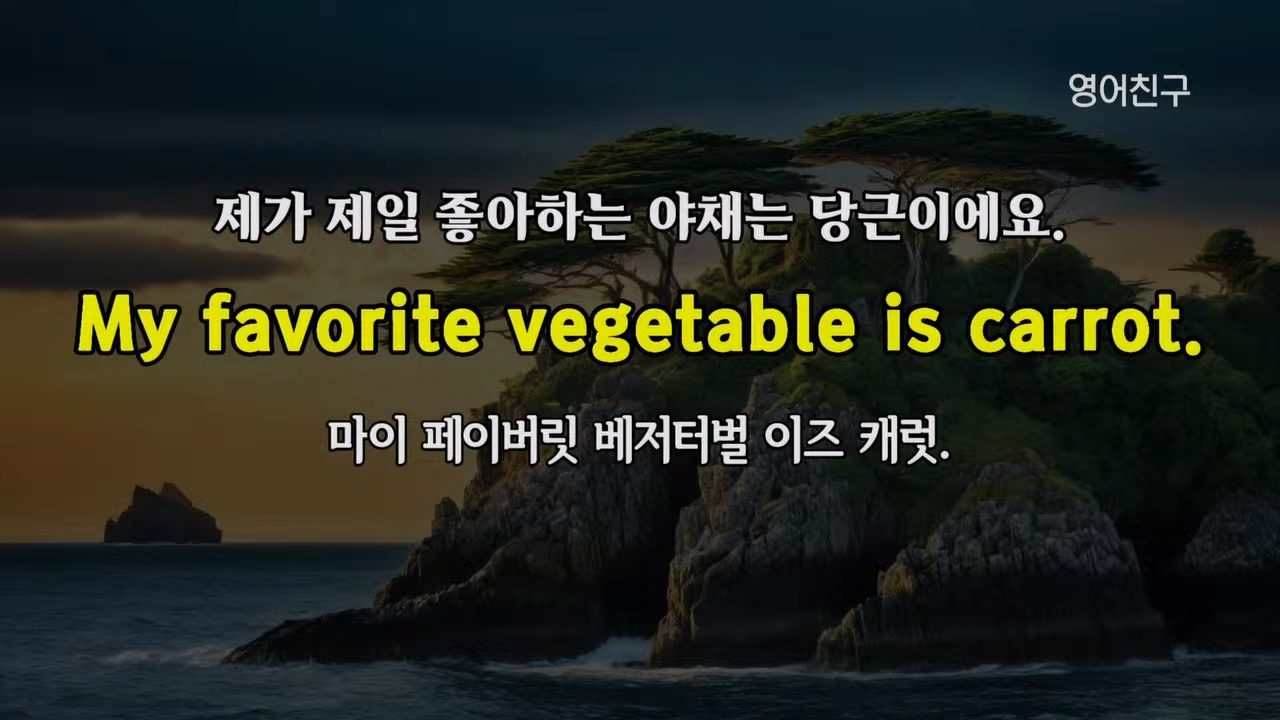 영어친구
제가 제일 좋아하는 야채는 당근이에요.
My favorite vegetable is carrot.
마이 페이버릿 베저터벌 이즈 캐럿.